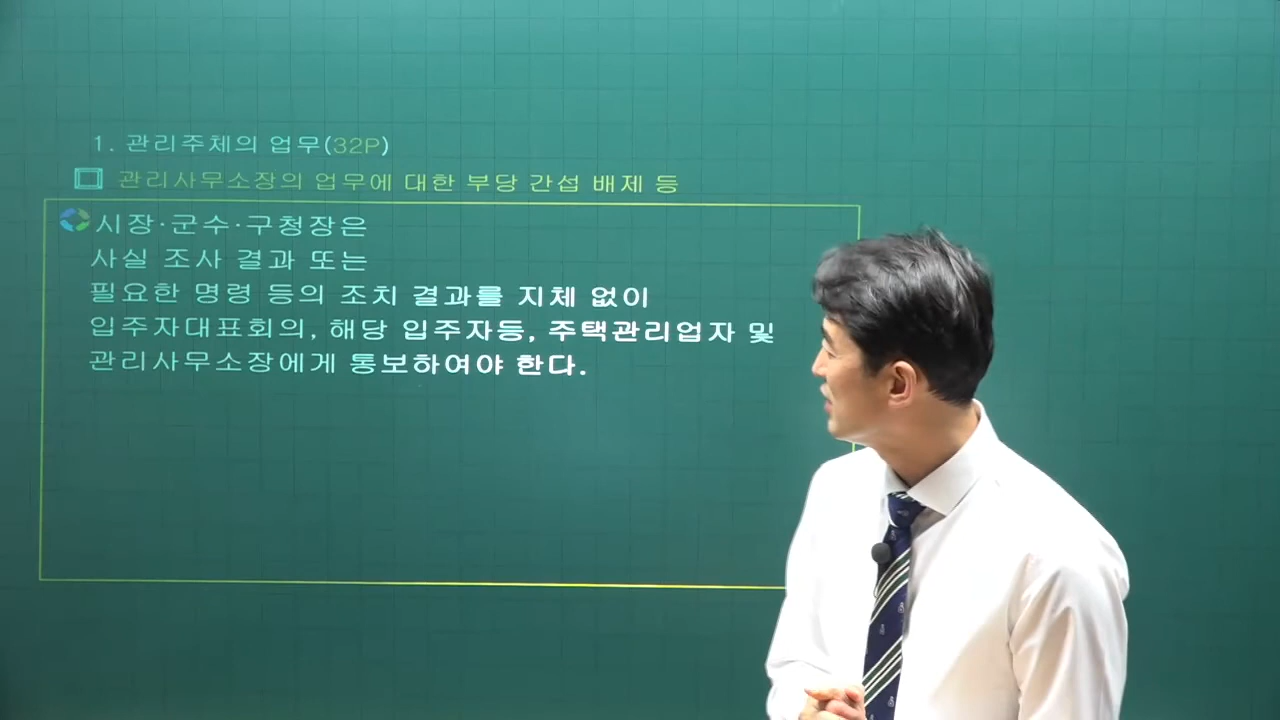 1. 관리주체의 업무(32P)
관리사무소장의 업무에 대한 부당 간섭 배제 등
시장·군수·구청장은
사실 조사 결과 또는
필요한 명령 등의 조치 결과를 지체 없이
입주자대표회의, 해당 입주자등, 주택관리업자 및
관리사무소장에게 통보하여야 한다.